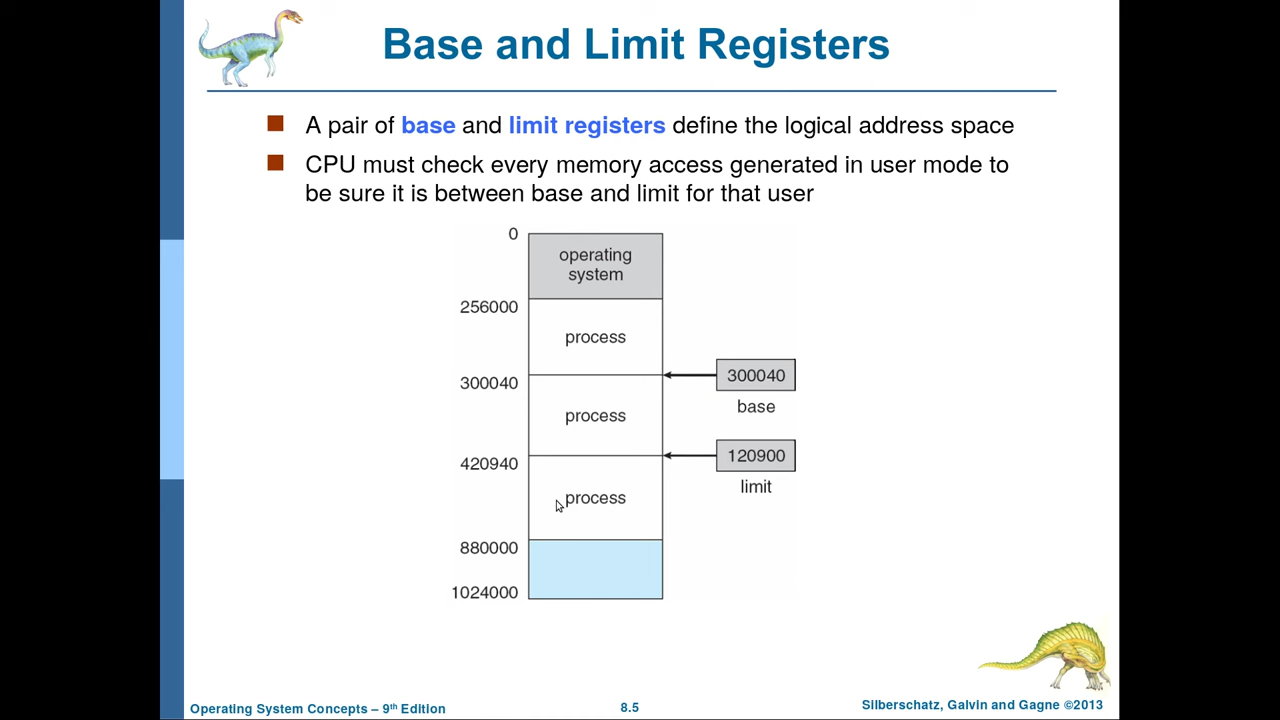 Base and Limit Registers
A pair of base and limit registers define the logical address space
CPU must check every memory access generated in user mode to
be sure it is between base and limit for that user
0
operating
system
256000
process
300040
300040
base
process
420940
120900
limit
process
880000
1024000
Operating System Concepts – 9th Edition
8.5
Silberschatz, Galvin and Gagne ©2013